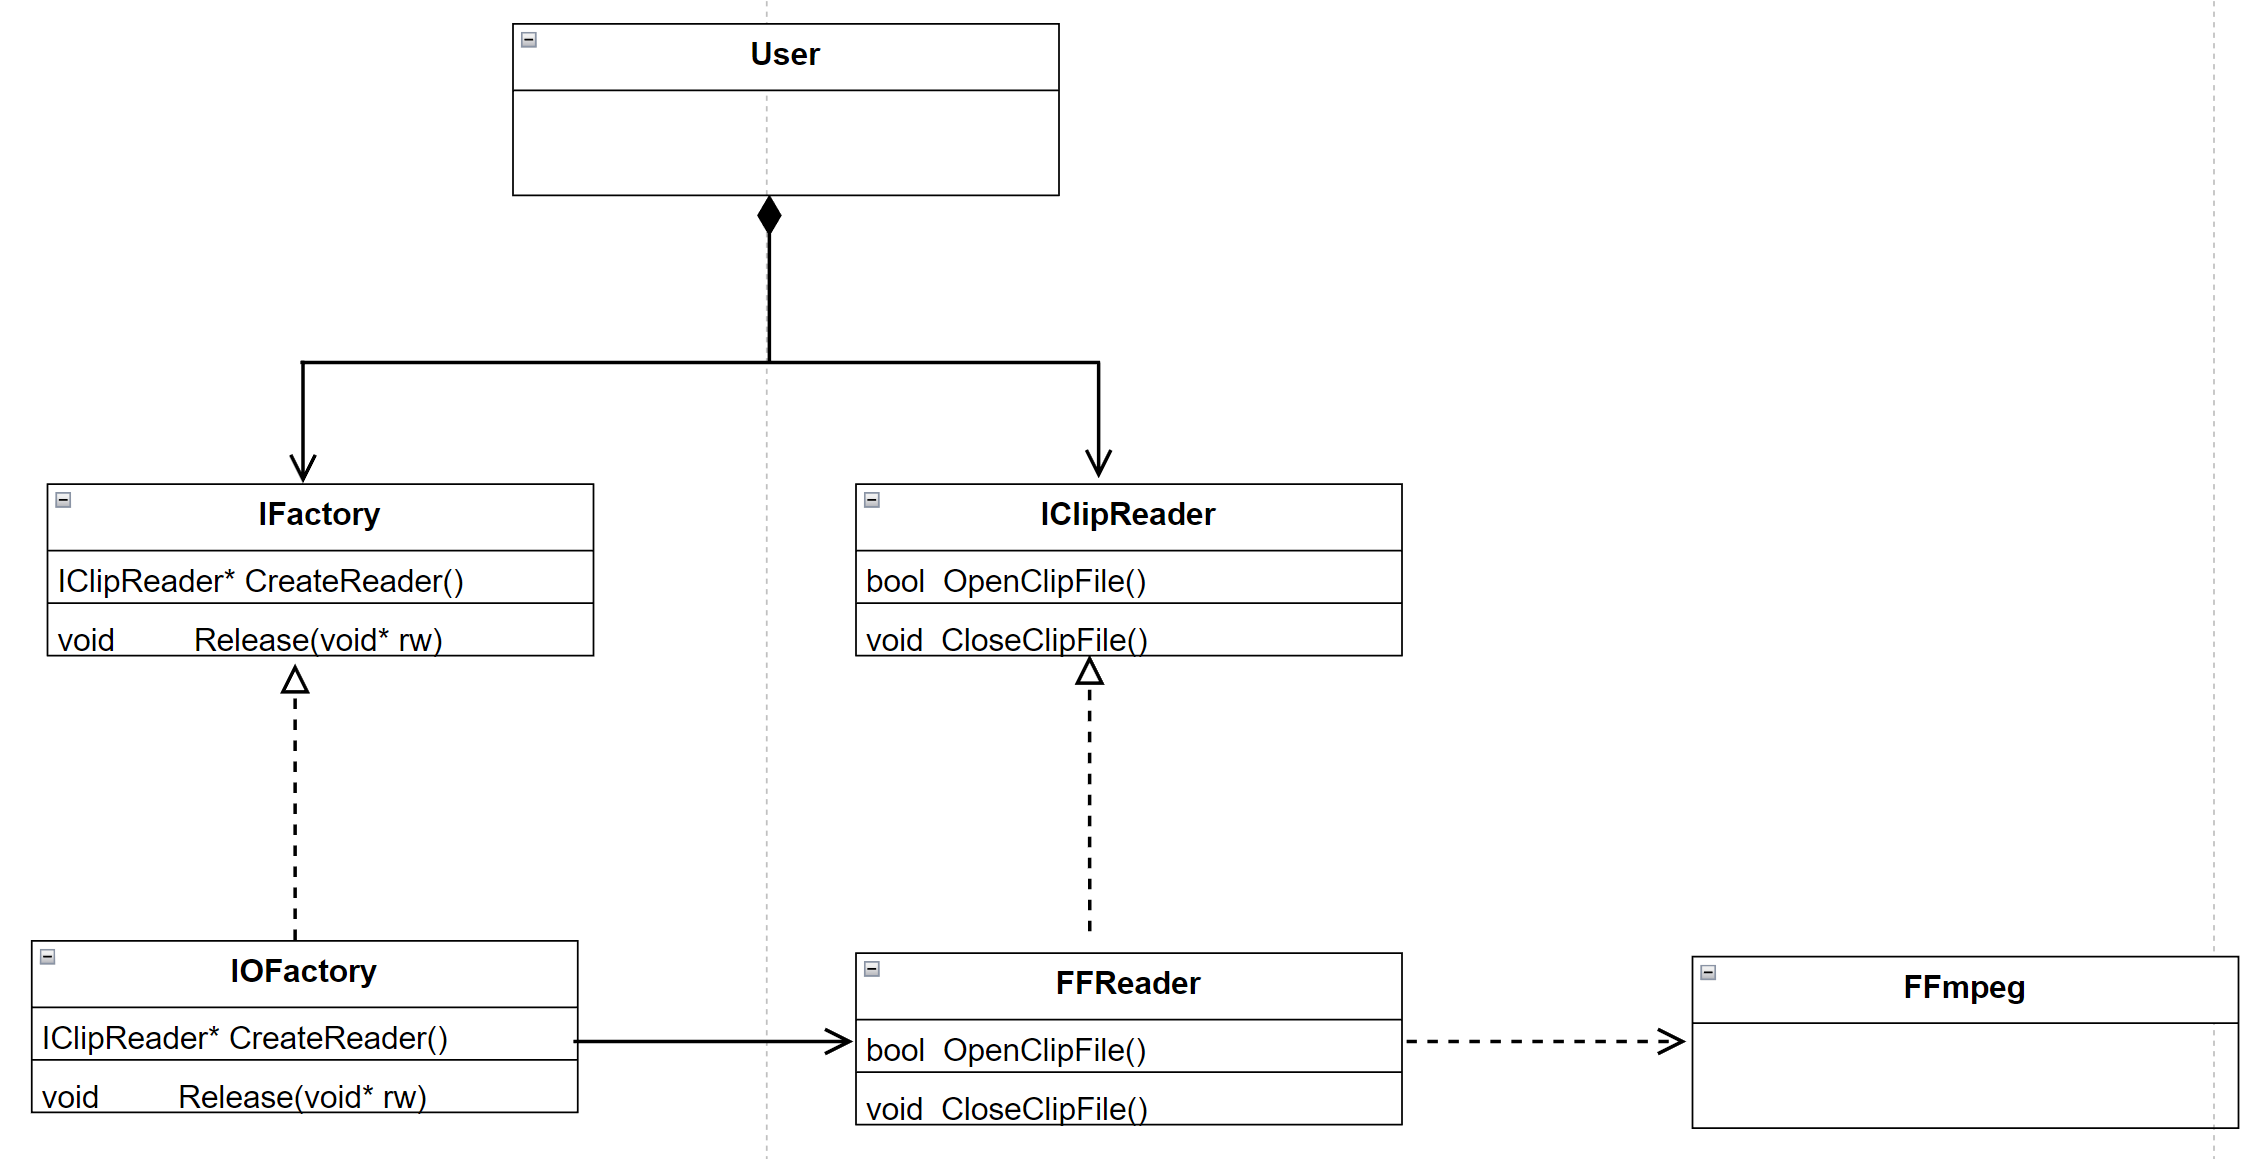 User
IFactory
IClipReader* CreateReader()
void Release(void* rw)
IClipReader
bool OpenClipFile()
void CloseClipFile()
IOFactory
IClipReader* CreateReader()
void Release(void* rw)
FFReader
bool OpenClipFile()
void CloseClipFile()
FFmpeg